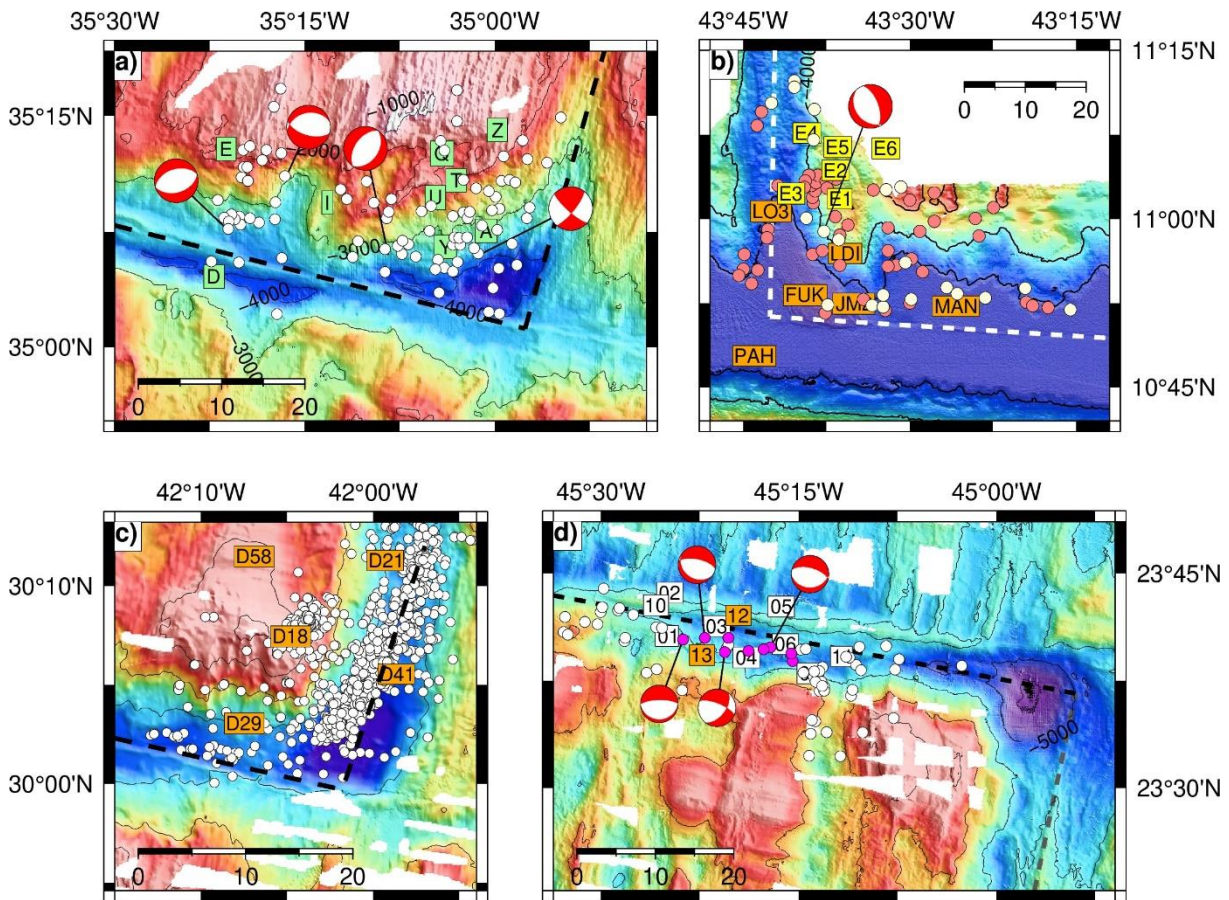 35°30'W 35°15'W 35°00'W
a)
35°15'N
35°00'N
-1000
-2000
-3000
-4000
-4000
-3000
E
Z
Q
T
I
U
Y
A
D
0 10 20
43°45'W 43°30'W 43°15'W
b)
11°15'N
11°00'N
10°45'N
-4000
0 10 20
E4
E5
E6
E2
E3
E1
LO3
LDI
FUK
MAN
PAH
42°10'W 42°00'W
c)
30°10'N
30°00'N
D58
D21
D18
D41
D29
0 10 20
45°30'W 45°15'W 45°00'W
d)
23°45'N
23°30'N
02
10
05
12
03
01
13
04
06
-5000
0 10 20